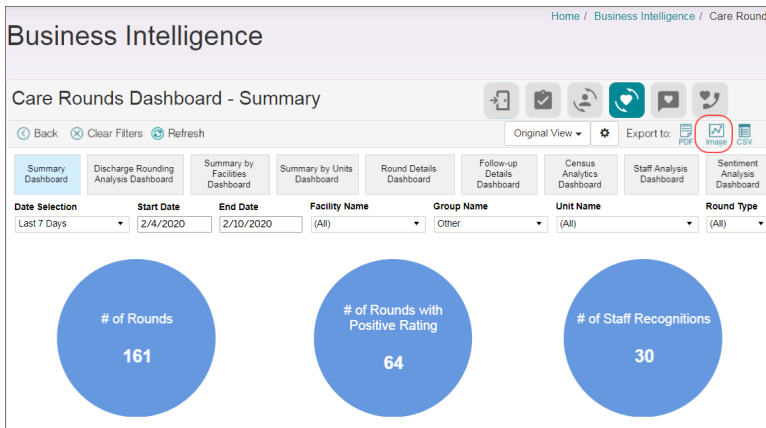 Home / Business Intelligence / Care Round
Business Intelligence
Care Rounds Dashboard - Summary
Back Clear Filters Refresh Original View Export to: PDF Image CSV
Summary Dashboard
Discharge Rounding Analysis Dashboard
Summary by Facilities Dashboard
Summary by Units Dashboard
Round Details Dashboard
Follow-up Details Dashboard
Census Analytics Dashboard
Staff Analysis Dashboard
Sentiment Analysis Dashboard
Date Selection Start Date End Date Facility Name Group Name Unit Name Round Type
Last 7 Days 2/4/2020 2/10/2020 (All) Other (All) (All)
# of Rounds
161
# of Rounds with
Positive Rating
64
# of Staff Recognitions
30